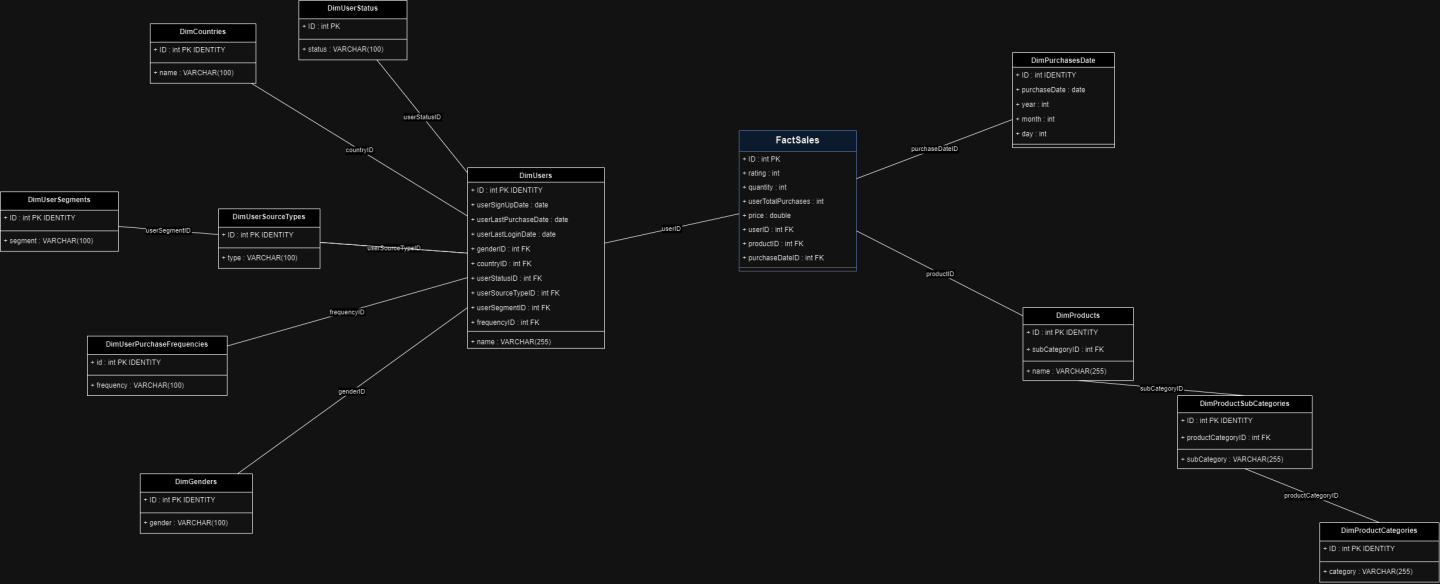 DimUserStatus
+ ID : int PK
+ status : VARCHAR(100)
DimCountries
+ ID : int PK IDENTITY
+ name : VARCHAR(100)
userStatusID
countryID
DimUserSegments
+ ID : int PK IDENTITY
+ segment : VARCHAR(100)
userSegmentID
DimUserSourceTypes
+ ID : int PK IDENTITY
+ type : VARCHAR(100)
userSourceTypeID
DimUserPurchaseFrequencies
+ id : int PK IDENTITY
+ frequency : VARCHAR(100)
frequencyID
DimGenders
+ ID : int PK IDENTITY
+ gender : VARCHAR(100)
genderID
DimUsers
+ ID : int PK IDENTITY
+ userSignUpDate : date
+ userLastPurchaseDate : date
+ userLastLoginDate : date
+ genderID : int FK
+ countryID : int FK
+ userStatusID : int FK
+ userSourceTypeID : int FK
+ userSegmentID : int FK
+ frequencyID : int FK
+ name : VARCHAR(255)
userID
FactSales
+ ID : int PK
+ rating : int
+ quantity : int
+ userTotalPurchases : int
+ price : double
+ userID : int FK
+ productID : int FK
+ purchaseDateID : int FK
purchaseDateID
DimPurchasesDate
+ ID : int IDENTITY
+ purchaseDate : date
+ year : int
+ month : int
+ day : int
productID
DimProducts
+ ID : int PK IDENTITY
+ subCategoryID : int FK
+ name : VARCHAR(255)
subCategoryID
DimProductSubCategories
+ ID : int PK IDENTITY
+ productCategoryID : int FK
+ subCategory : VARCHAR(255)
productCategoryID
DimProductCategories
+ ID : int PK IDENTITY
+ category : VARCHAR(255)